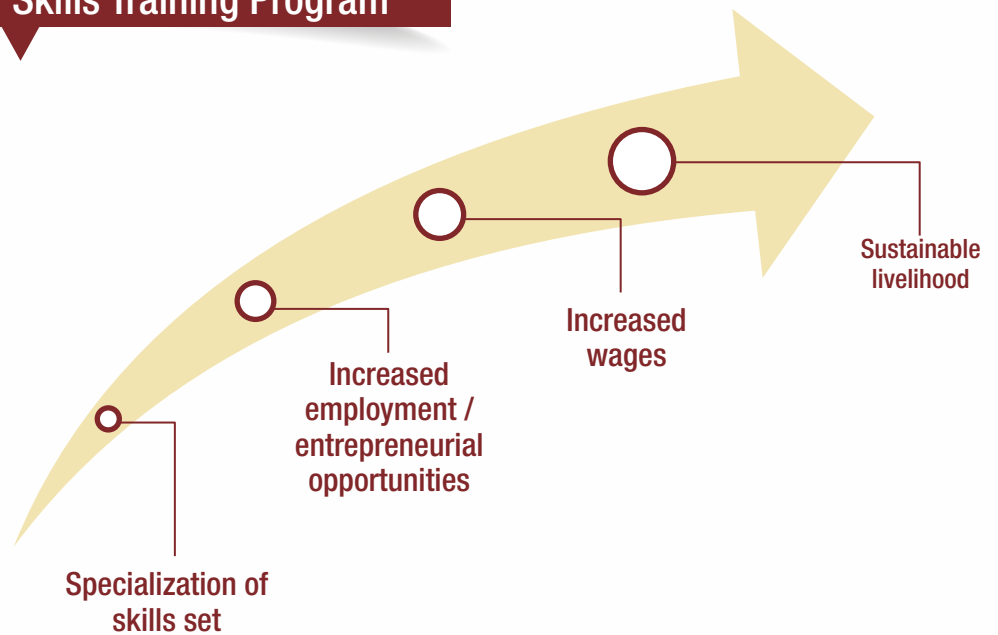 Skills Training Program
Sustainable
livelihood
Increased
wages
Increased
employment /
entrepreneurial
opportunities
Specialization of
skills set